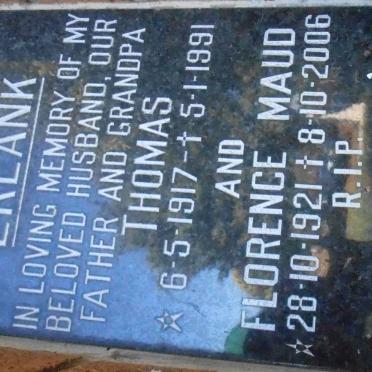 ERLANK
IN LOVING MEMORY OF MY
BELOVED HUSBAND, OUR
FATHER AND GRANDPA
THOMAS
☆ 6-5-1917-† 5-1-1991
AND
FLORENCE MAUD
☆ 28-10-1921 † 8-10-2006
R.I.P.